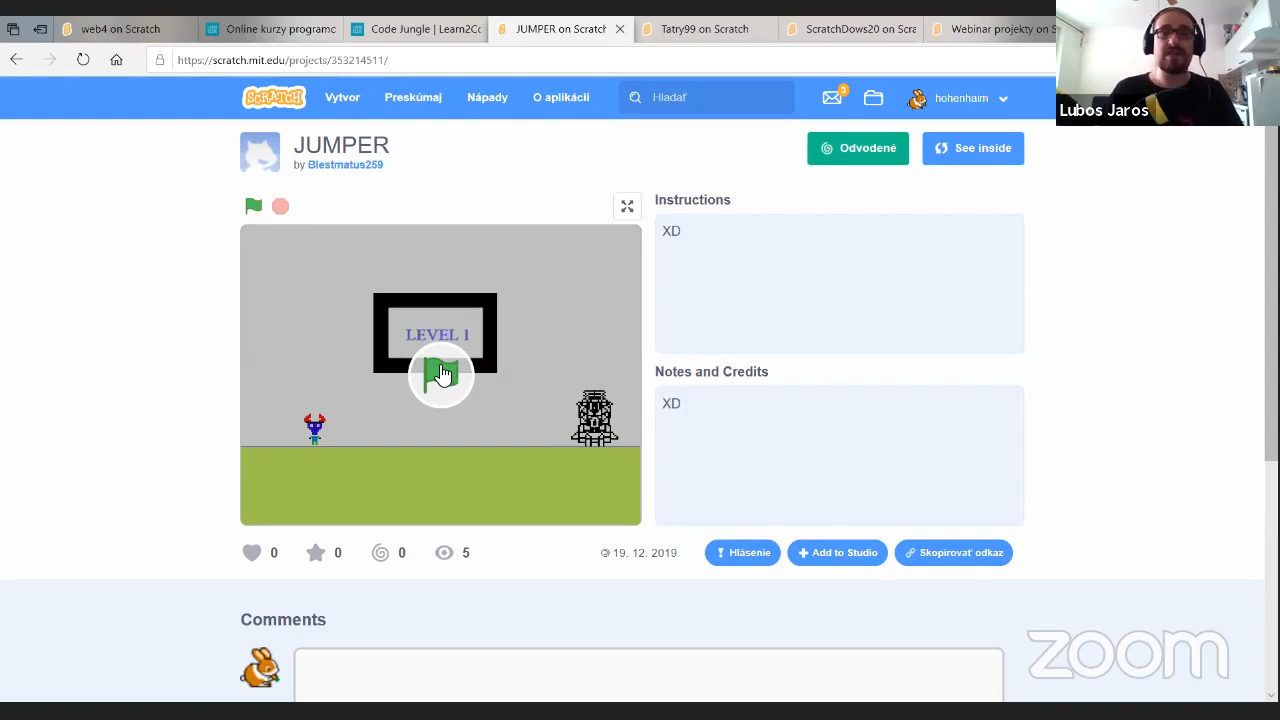 web4 on Scratch
Online kurzy programc
Code Jungle | Learn2Co
JUMPER on Scratch
Tatry99 on Scratch
ScratchDows20 on Scra
Webinar projekty on S
https://scratch.mit.edu/projects/353214511/
SCRATCH
Vytvor
Preskúmaj
Nápady
O aplikácii
Hľadať
3
hohenhaim
Lubos Jaros
JUMPER
by Blestmatus259
Odvodené
See inside
Instructions
XD
LEVEL 1
Notes and Credits
XD
0
0
0
5
19. 12. 2019
Hlásenie
Add to Studio
Skopírovať odkaz
Comments
zoom